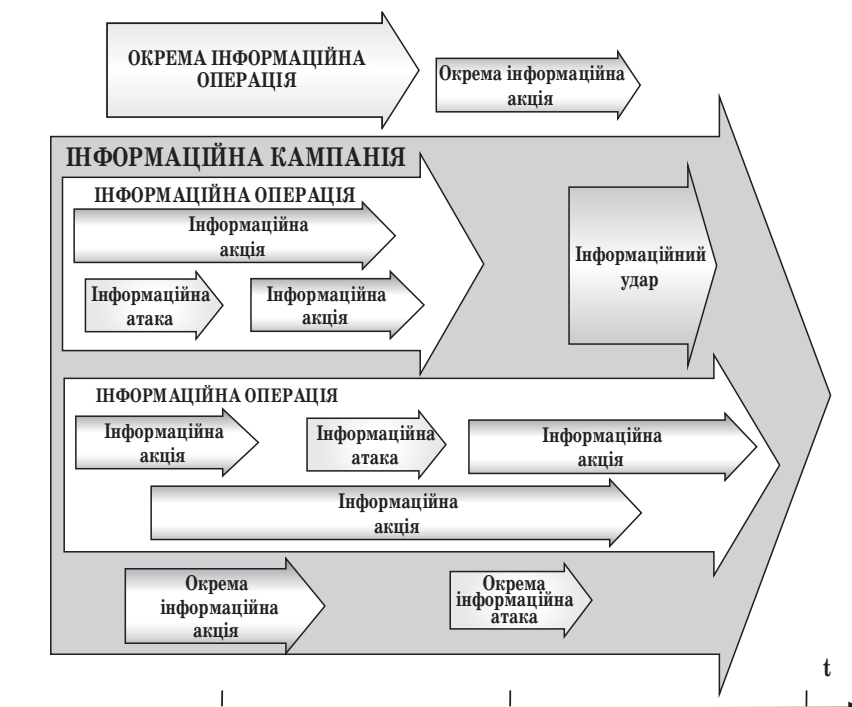 ОКРЕМА ІНФОРМАЦІЙНА
ОПЕРАЦІЯ
Окрема інформаційна
акція
ІНФОРМАЦІЙНА КАМПАНІЯ
ІНФОРМАЦІЙНА ОПЕРАЦІЯ
Інформаційна
акція
Інформаційна
атака
Інформаційна
акція
Інформаційний
удар
ІНФОРМАЦІЙНА ОПЕРАЦІЯ
Інформаційна
акція
Інформаційна
атака
Інформаційна
акція
Інформаційна
акція
Окрема
інформаційна
акція
Окрема
інформаційна
атака
t